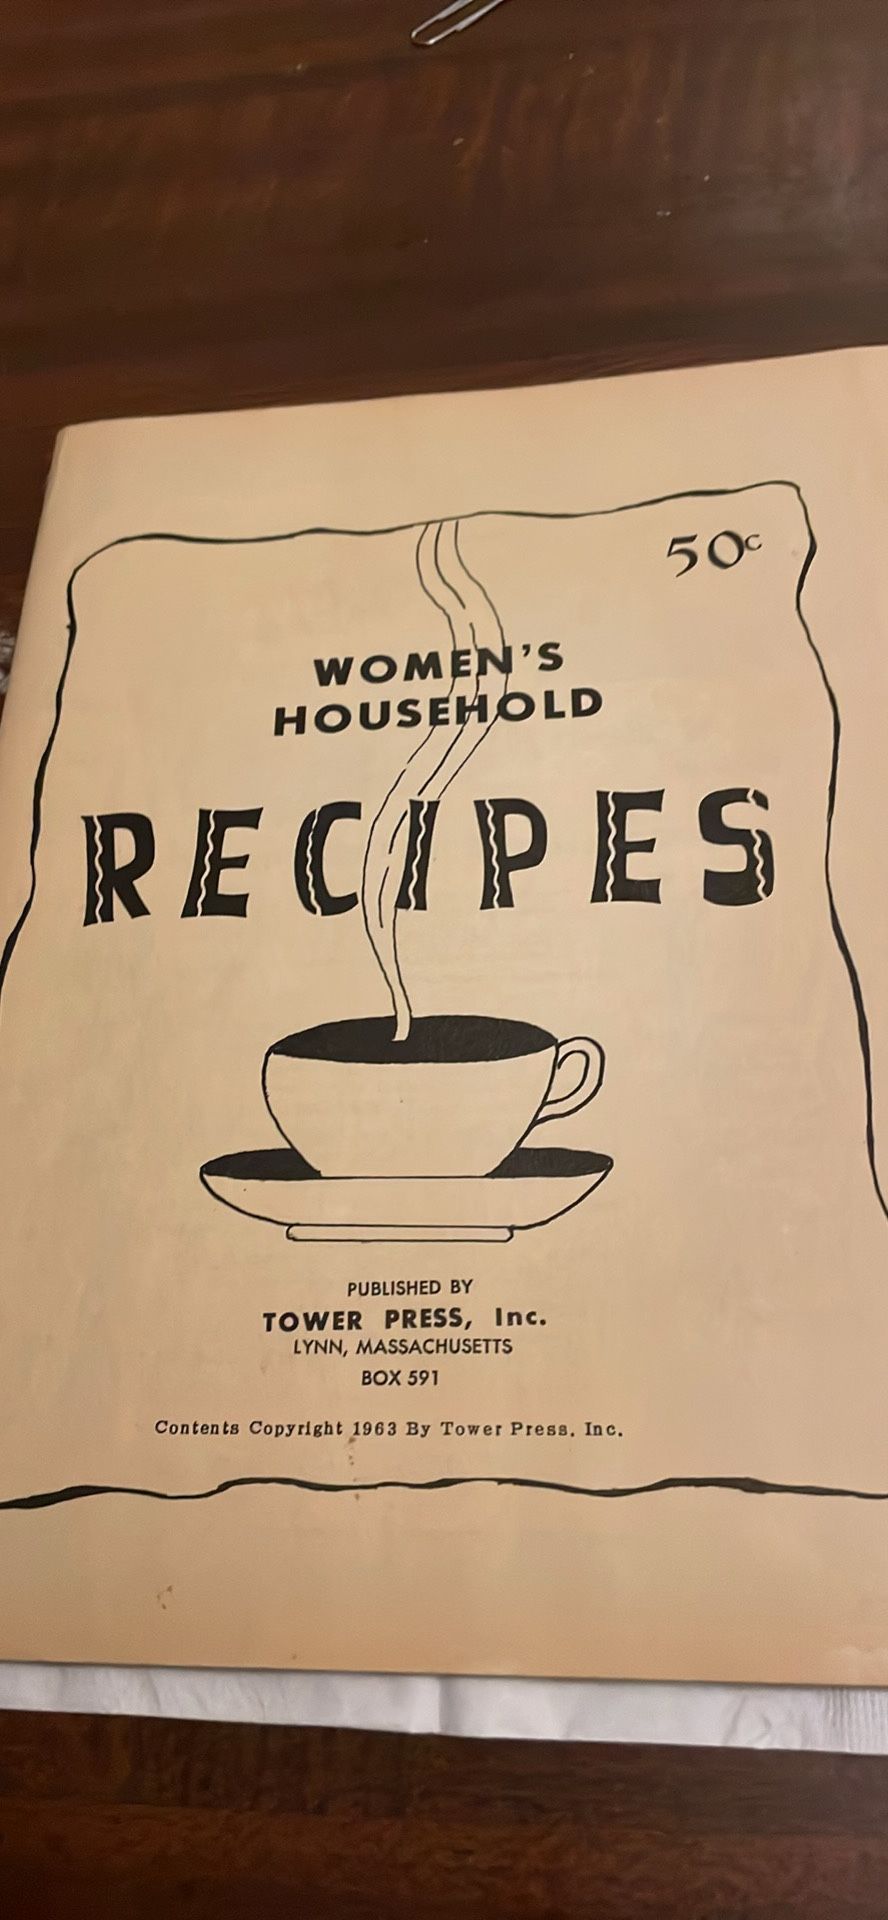 50c
WOMEN'S
HOUSEHOLD
RECIPES
PUBLISHED BY
TOWER PRESS, Inc.
LYNN, MASSACHUSETTS
BOX 591
Contents Copyright 1963 By Tower Press, Inc.